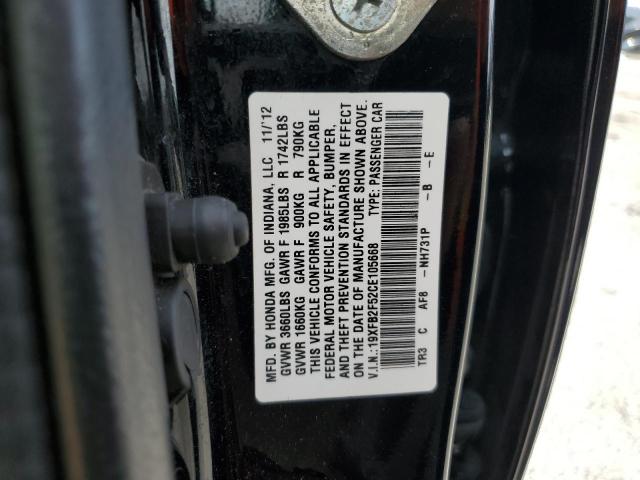 MFD. BY HONDA MFG. OF INDIANA, LLC 11/'12
GVWR 3660LBS GAWR F 1985LBS R 1742LBS
GVWR 1660KG GAWR F 900KG R 790KG
THIS VEHICLE CONFORMS TO ALL APPLICABLE
FEDERAL MOTOR VEHICLE SAFETY, BUMPER,
AND THEFT PREVENTION STANDARDS IN EFFECT
ON THE DATE OF MANUFACTURE SHOWN ABOVE.
V.I.N.:19XFB2F52CE105668 TYPE: PASSENGER CAR
TR3 C AF8 -NH731P -B -E